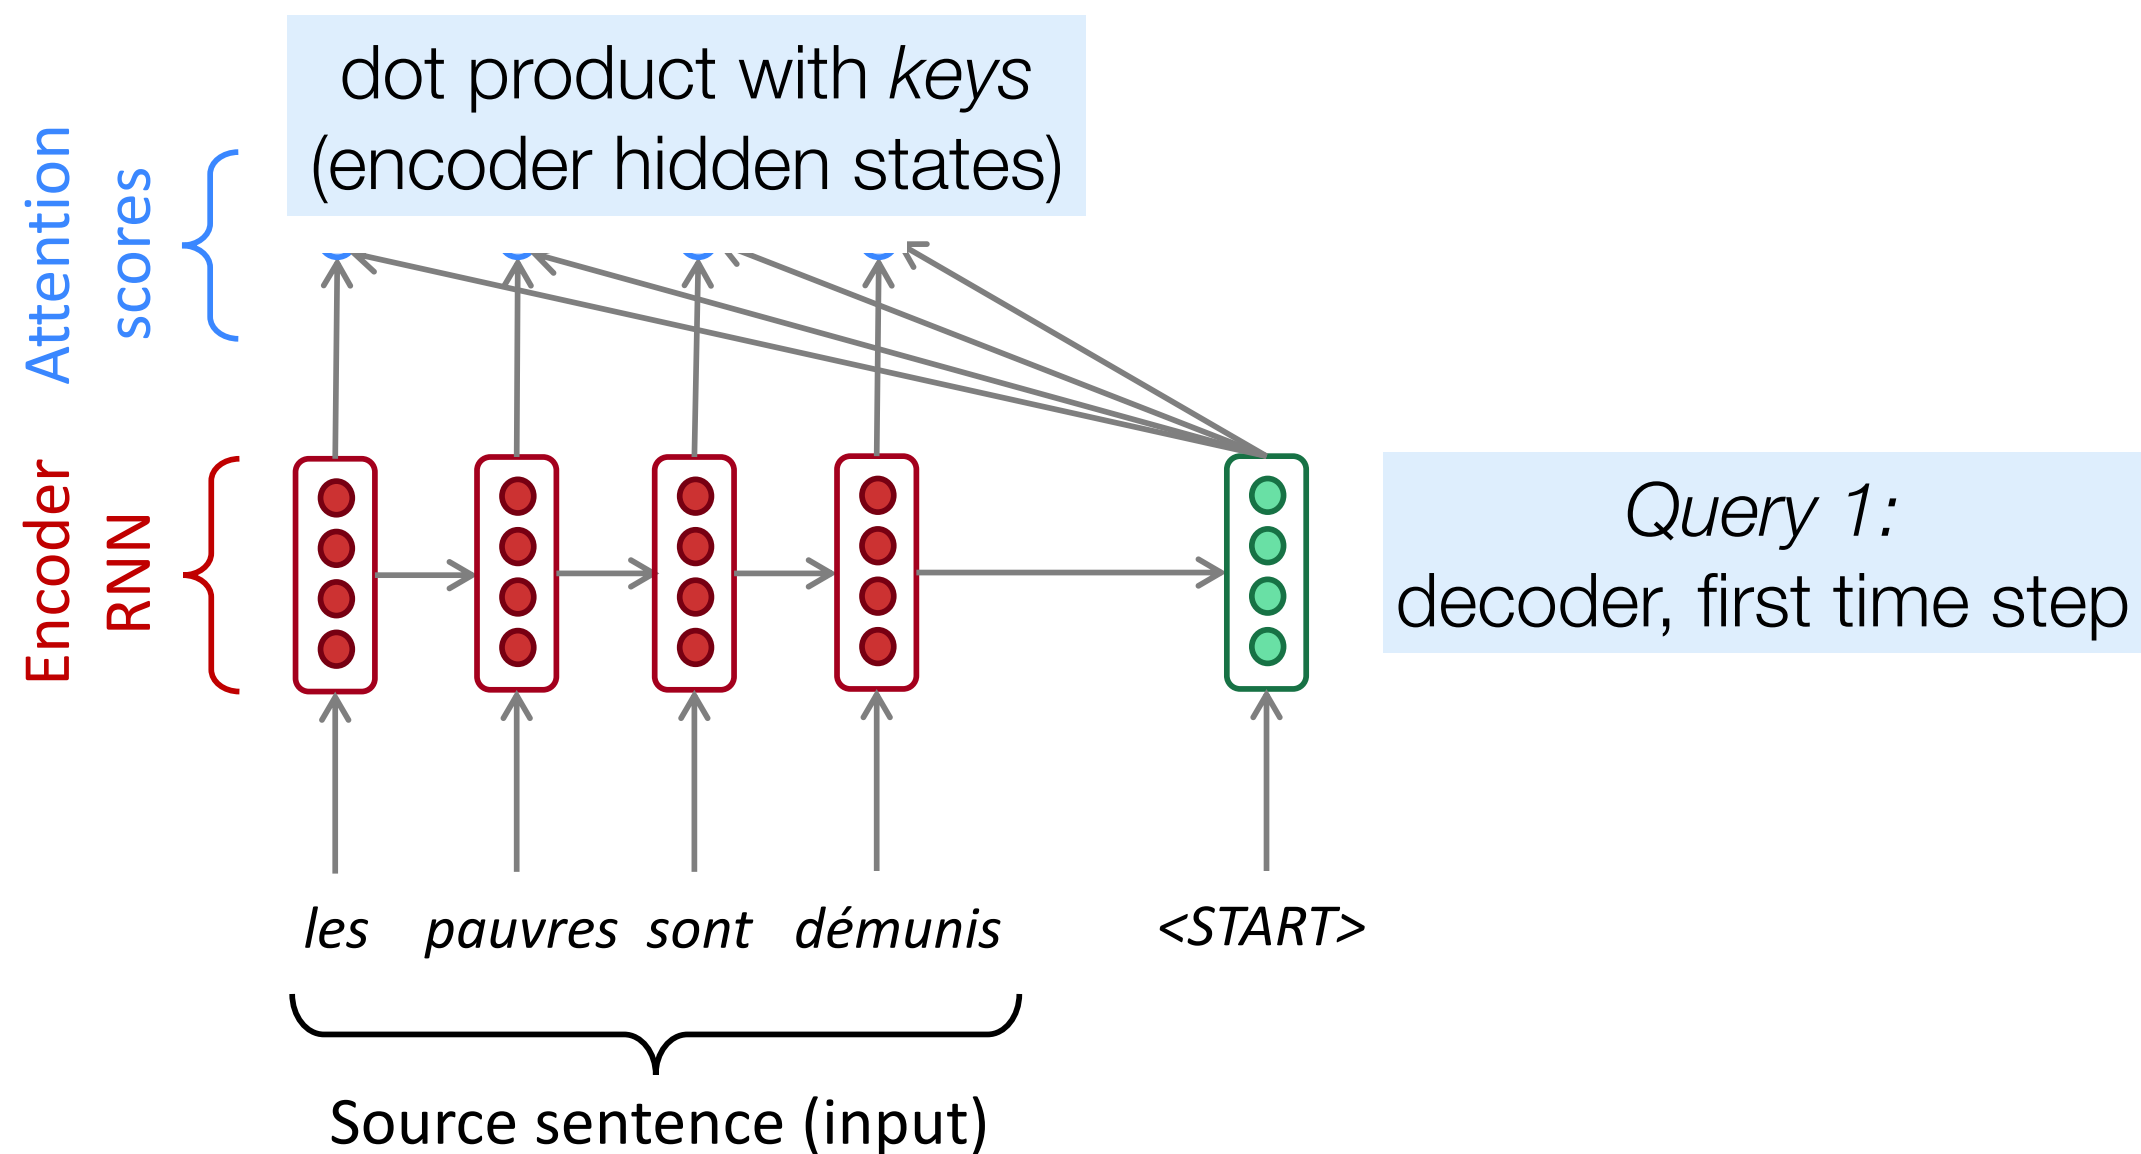 dot product with keys
(encoder hidden states)
Attention
scores
Encoder
RNN
Query 1:
decoder, first time step
les pauvres sont démunis <START>
Source sentence (input)